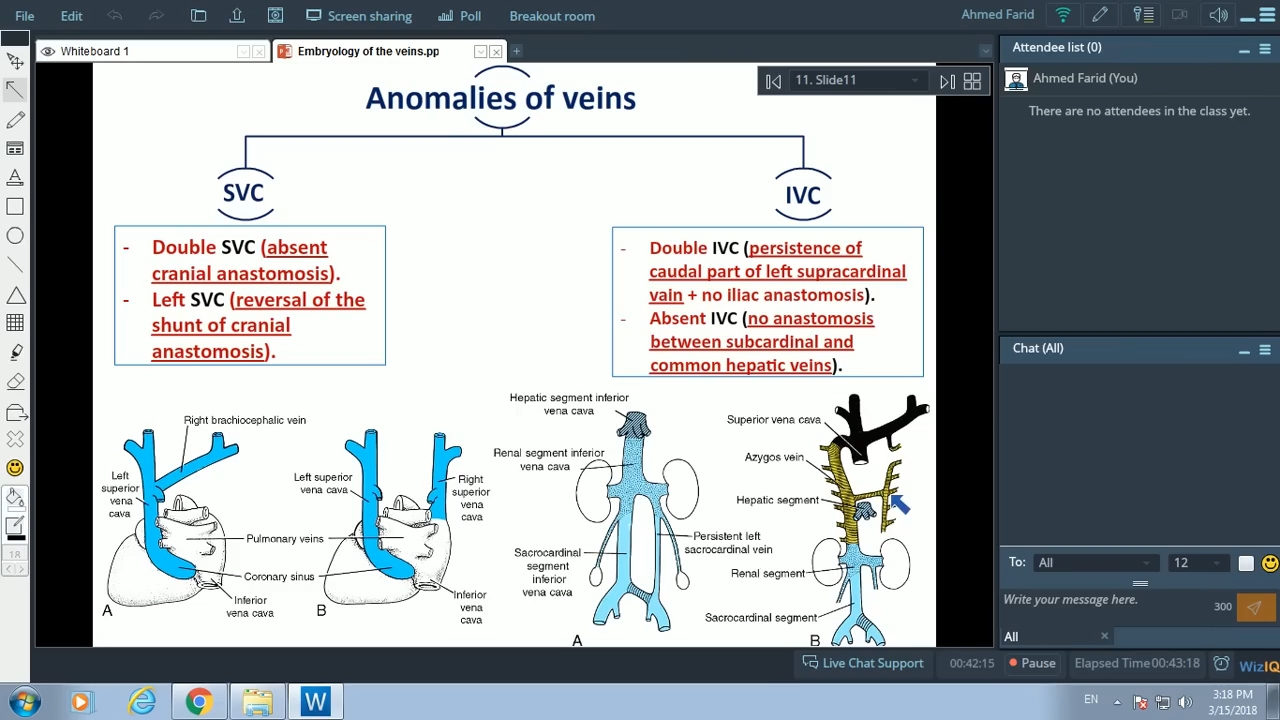 File
Edit
Screen sharing
Poll
Breakout room
Ahmed Farid
Whiteboard 1
Embryology of the veins.pp
11. Slide11
Attendee list (0)
Ahmed Farid (You)
There are no attendees in the class yet.
Anomalies of veins
SVC
- Double SVC (absent
cranial anastomosis).
- Left SVC (reversal of the
shunt of cranial
anastomosis).
IVC
- Double IVC (persistence of
caudal part of left supracardinal
vain + no iliac anastomosis).
- Absent IVC (no anastomosis
between subcardinal and
common hepatic veins).
Right brachiocephalic vein
Left
superior
vena
cava
Pulmonary veins
Coronary sinus
Inferior
vena cava
A
Left superior
vena cava
Right
superior
vena
cava
Inferior
vena
cava
B
Hepatic segment inferior
vena cava
Renal segment inferior
vena cava
Sacrocardinal
segment
inferior
vena cava
Persistent left
sacrocardinal vein
A
Superior vena cava
Azygos vein
Hepatic segment
Renal segment
Sacrocardinal segment
B
Chat (All)
To:
All
12
Write your message here.
300
All
Live Chat Support
00:42:15
Pause
Elapsed Time
00:43:18
WizIQ
EN
3:18 PM
3/15/2018